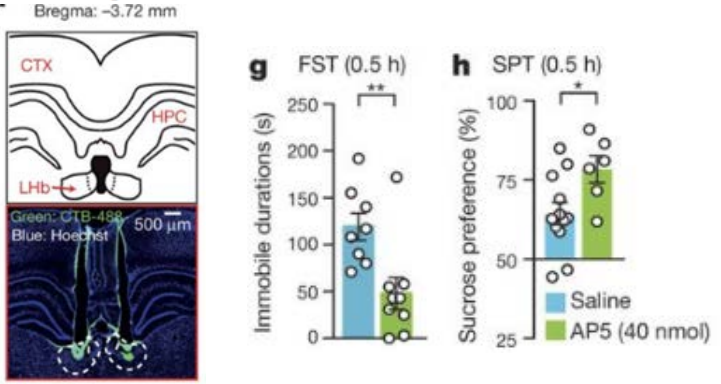 Bregma: –3.72 mm
CTX
HPC
LHb
Green: CTB-488
500 μm
Blue: Hoechst
g FST (0.5 h)
**
Immobile durations (s)
250
200
150
100
50
0
h SPT (0.5 h)
*
Sucrose preference (%)
100
75
50
25
Saline
AP5 (40 nmol)